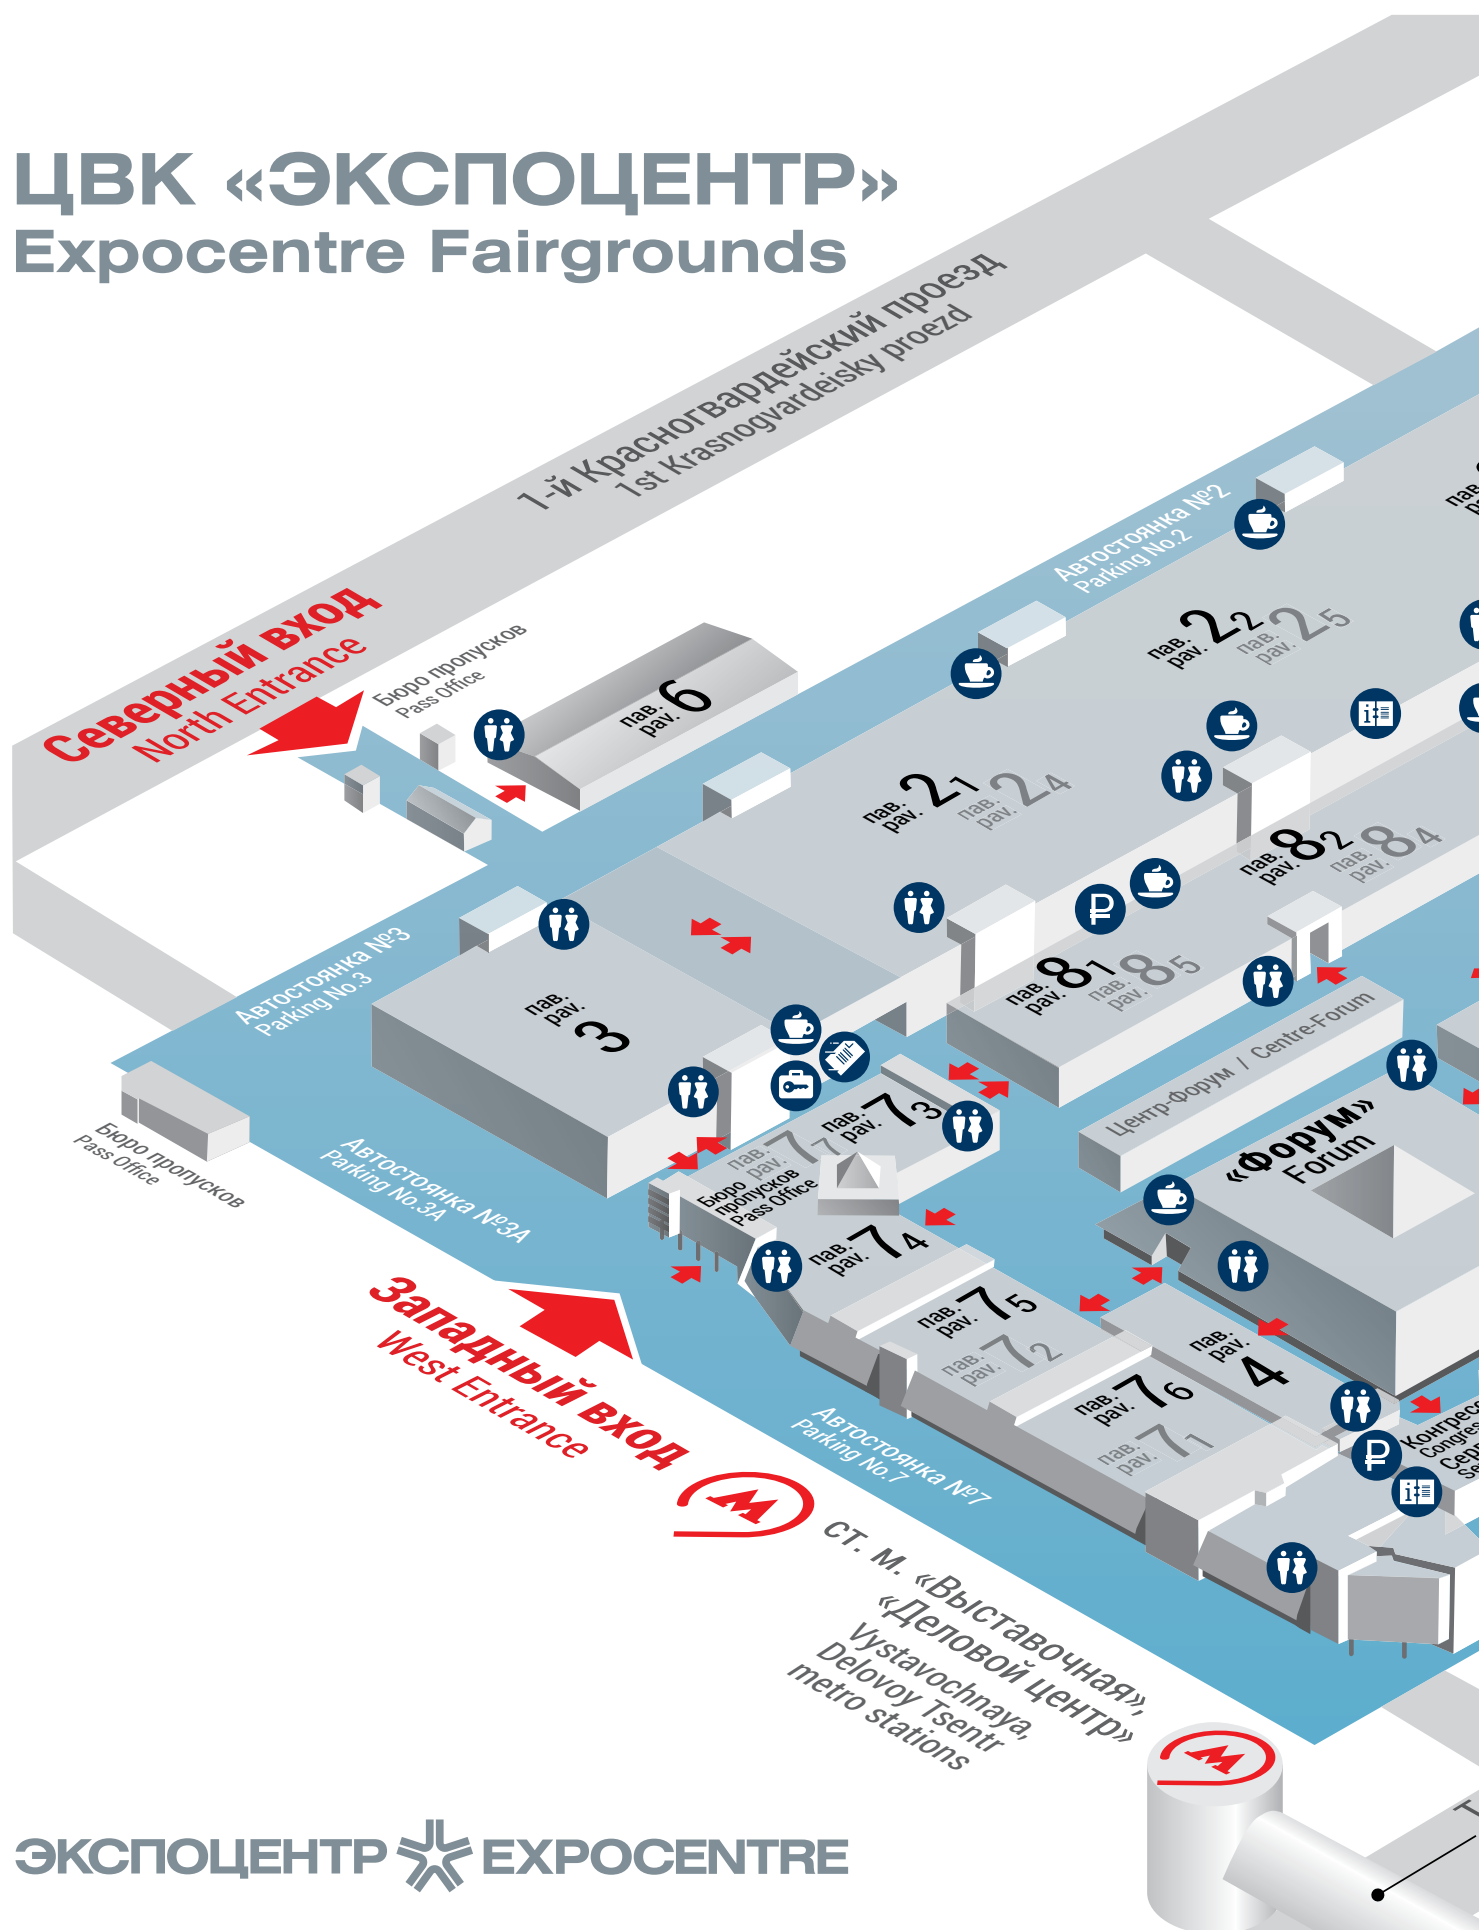 ЦВК «ЭКСПОЦЕНТР»
Expocentre Fairgrounds
1-й Красногвардейский проезд
1st Krasnogvardeisky proezd
Северный вход
North Entrance
Бюро пропусков
Pass Office
пав.
pav. 6
Автостоянка №2
Parking No.2
пав.
pav.
пав.
pav. 2 2
пав.
pav. 2 5
пав.
pav. 2 1
пав.
pav. 2 4
пав.
pav. 8 2
пав.
pav. 8 4
пав.
pav. 8 1
пав.
pav. 8 5
Автостоянка №3
Parking No.3
пав.
pav.
3
Центр-Форум / Centre-Forum
«Форум»
Forum
Бюро пропусков
Pass Office
Автостоянка №3А
Parking No.3A
пав.
pav. 7 3
пав.
pav. 7 7
Бюро
пропусков
Pass Office
пав.
pav. 7 4
пав.
pav. 7 5
пав.
pav. 7 2
пав.
pav. 7 6
пав.
pav. 7 1
пав.
pav.
4
Конгресс
Congres
Сер
Se
Западный вход
West Entrance
Автостоянка №7
Parking No.7
ст. м. «Выставочная»,
«Деловой центр»
Vystavochnaya,
Delovoy Tsentr
metro stations
Т
ЭКСПОЦЕНТР EXPOCENTRE